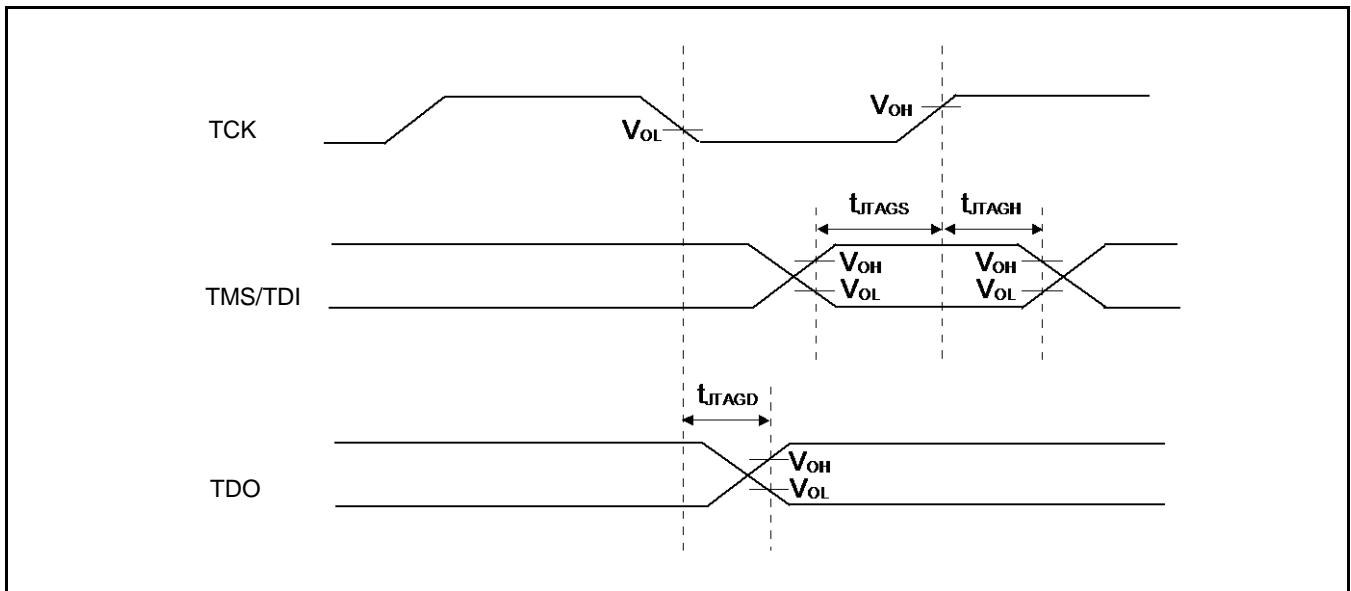 TCK
VOL
VOH
tJTAGS
tJTAGH
TMS/TDI
VOH
VOL
VOH
VOL
tJTAGD
TDO
VOH
VOL